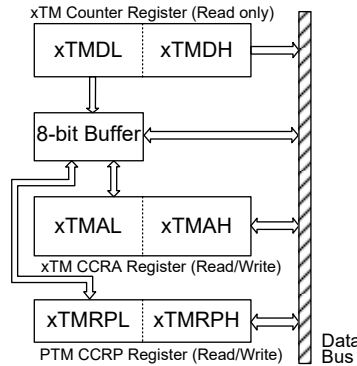 xTM Counter Register (Read only)
xTMDL xTMDH
8-bit Buffer
xTMAL xTMAH
xTM CCRA Register (Read/Write)
xTMRPL xTMRPH
PTM CCRP Register (Read/Write)
Data
Bus